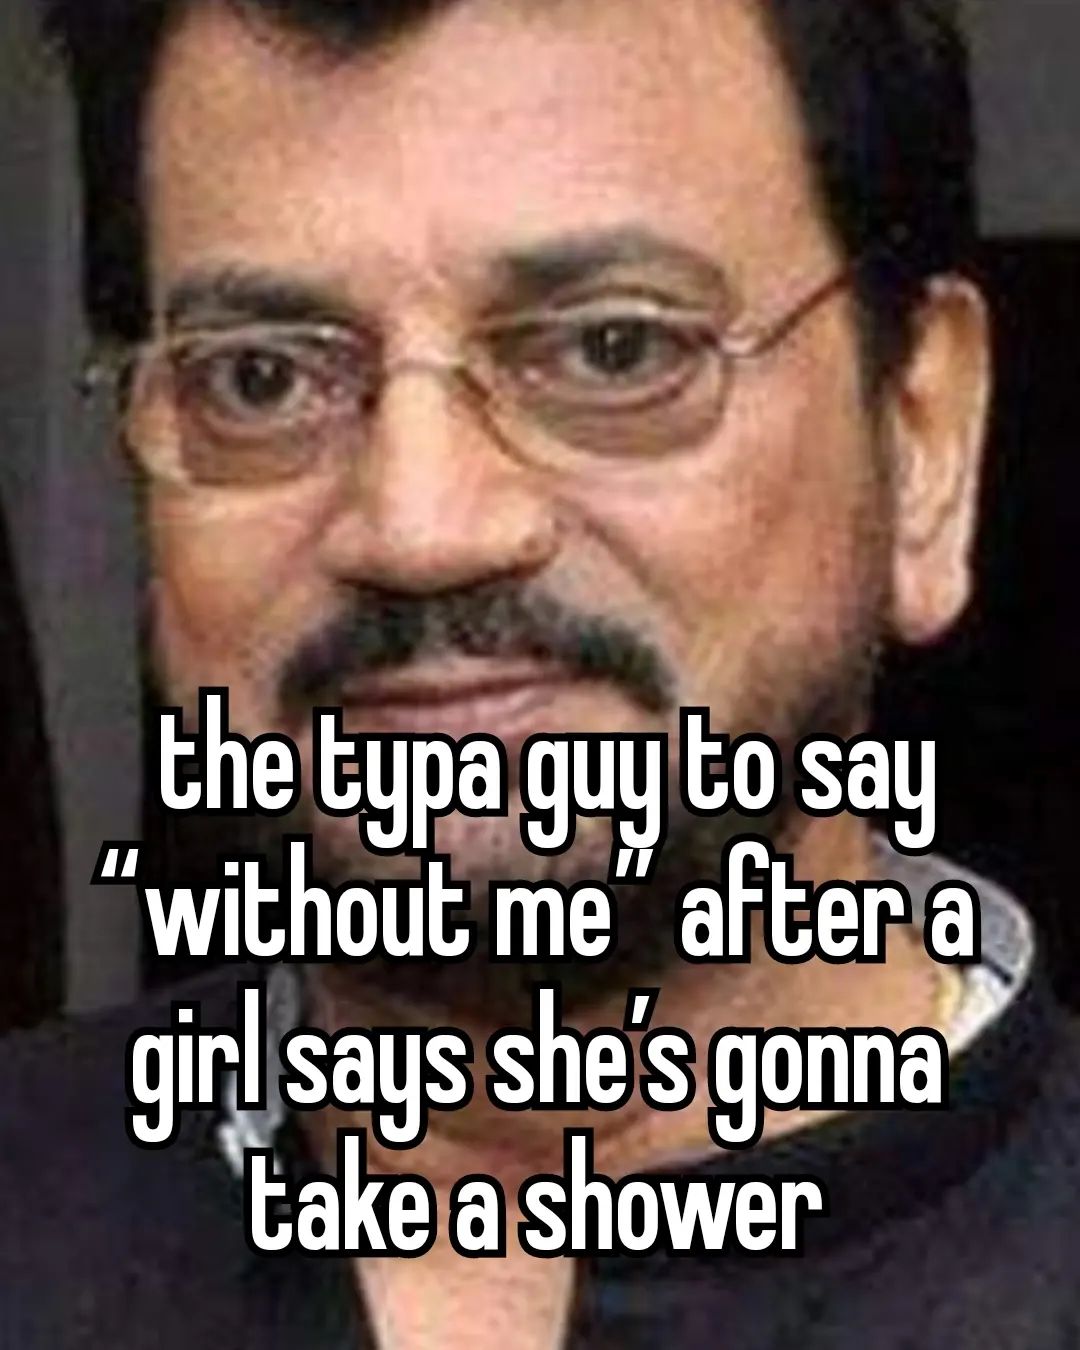 the typa guy to say
“without me” after a
girl says she’s gonna
take a shower